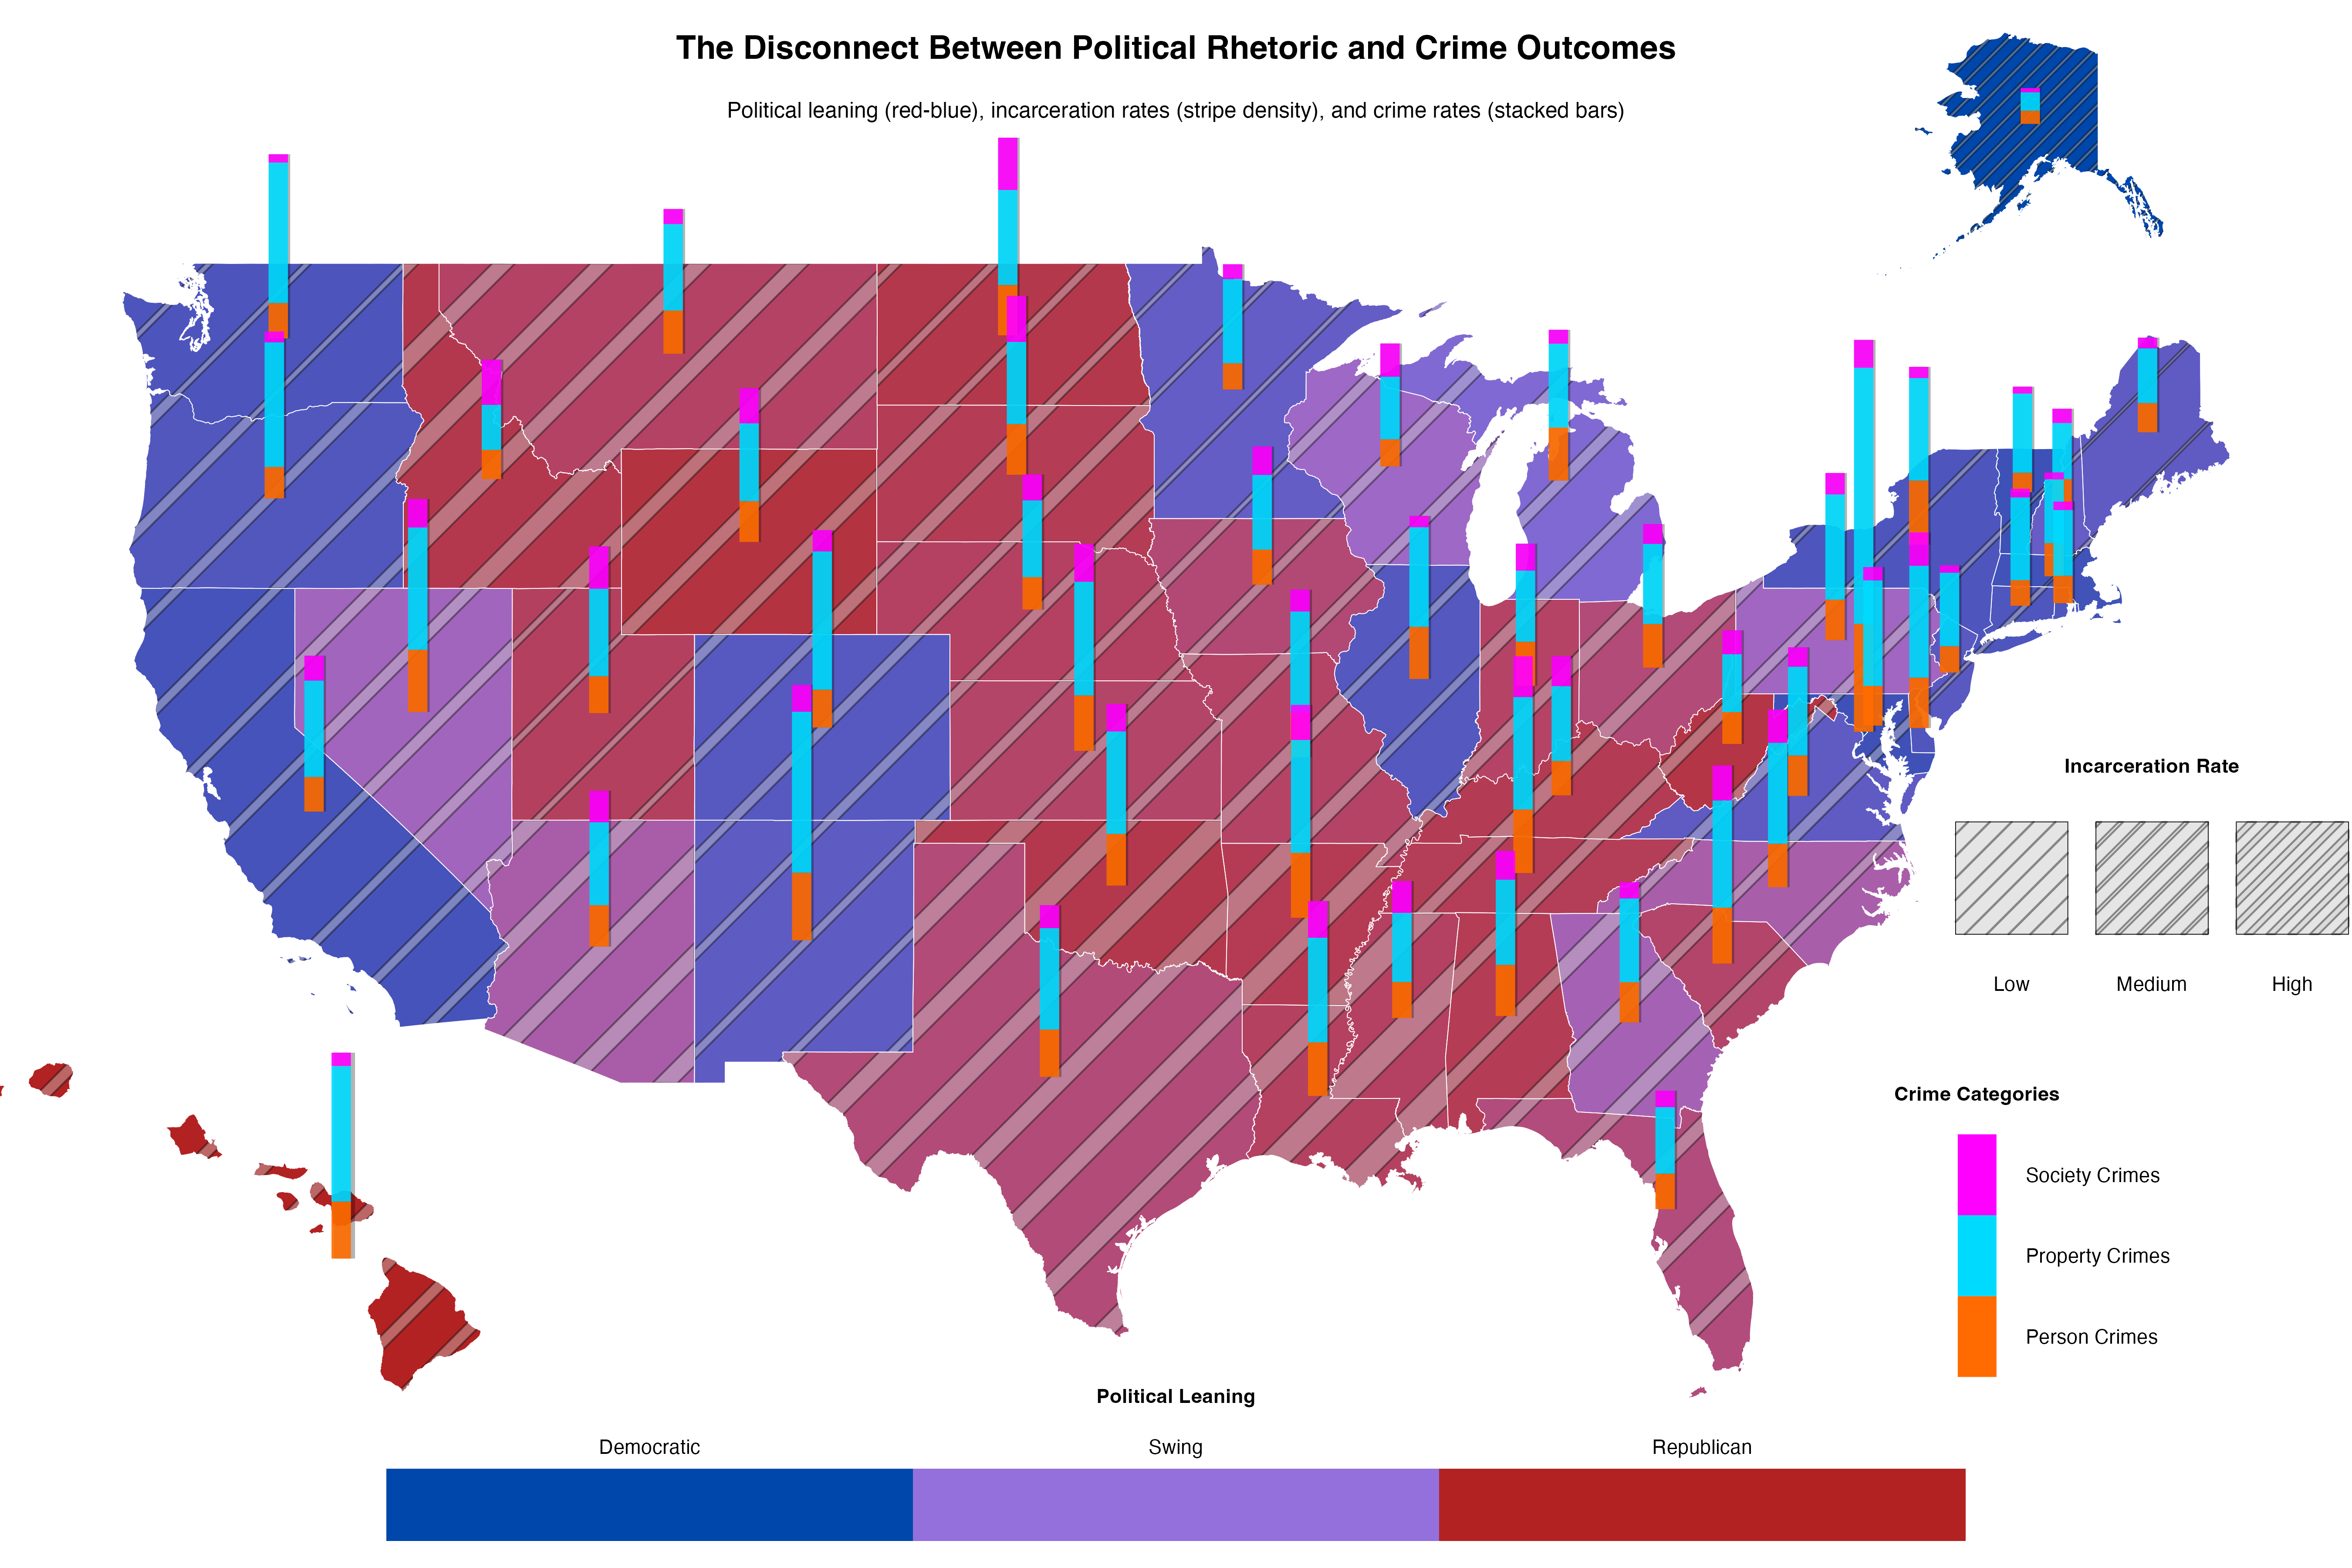 The Disconnect Between Political Rhetoric and Crime Outcomes
Political leaning (red-blue), incarceration rates (stripe density), and crime rates (stacked bars)
Incarceration Rate
Low
Medium
High
Crime Categories
Society Crimes
Property Crimes
Person Crimes
Political Leaning
Democratic
Swing
Republican